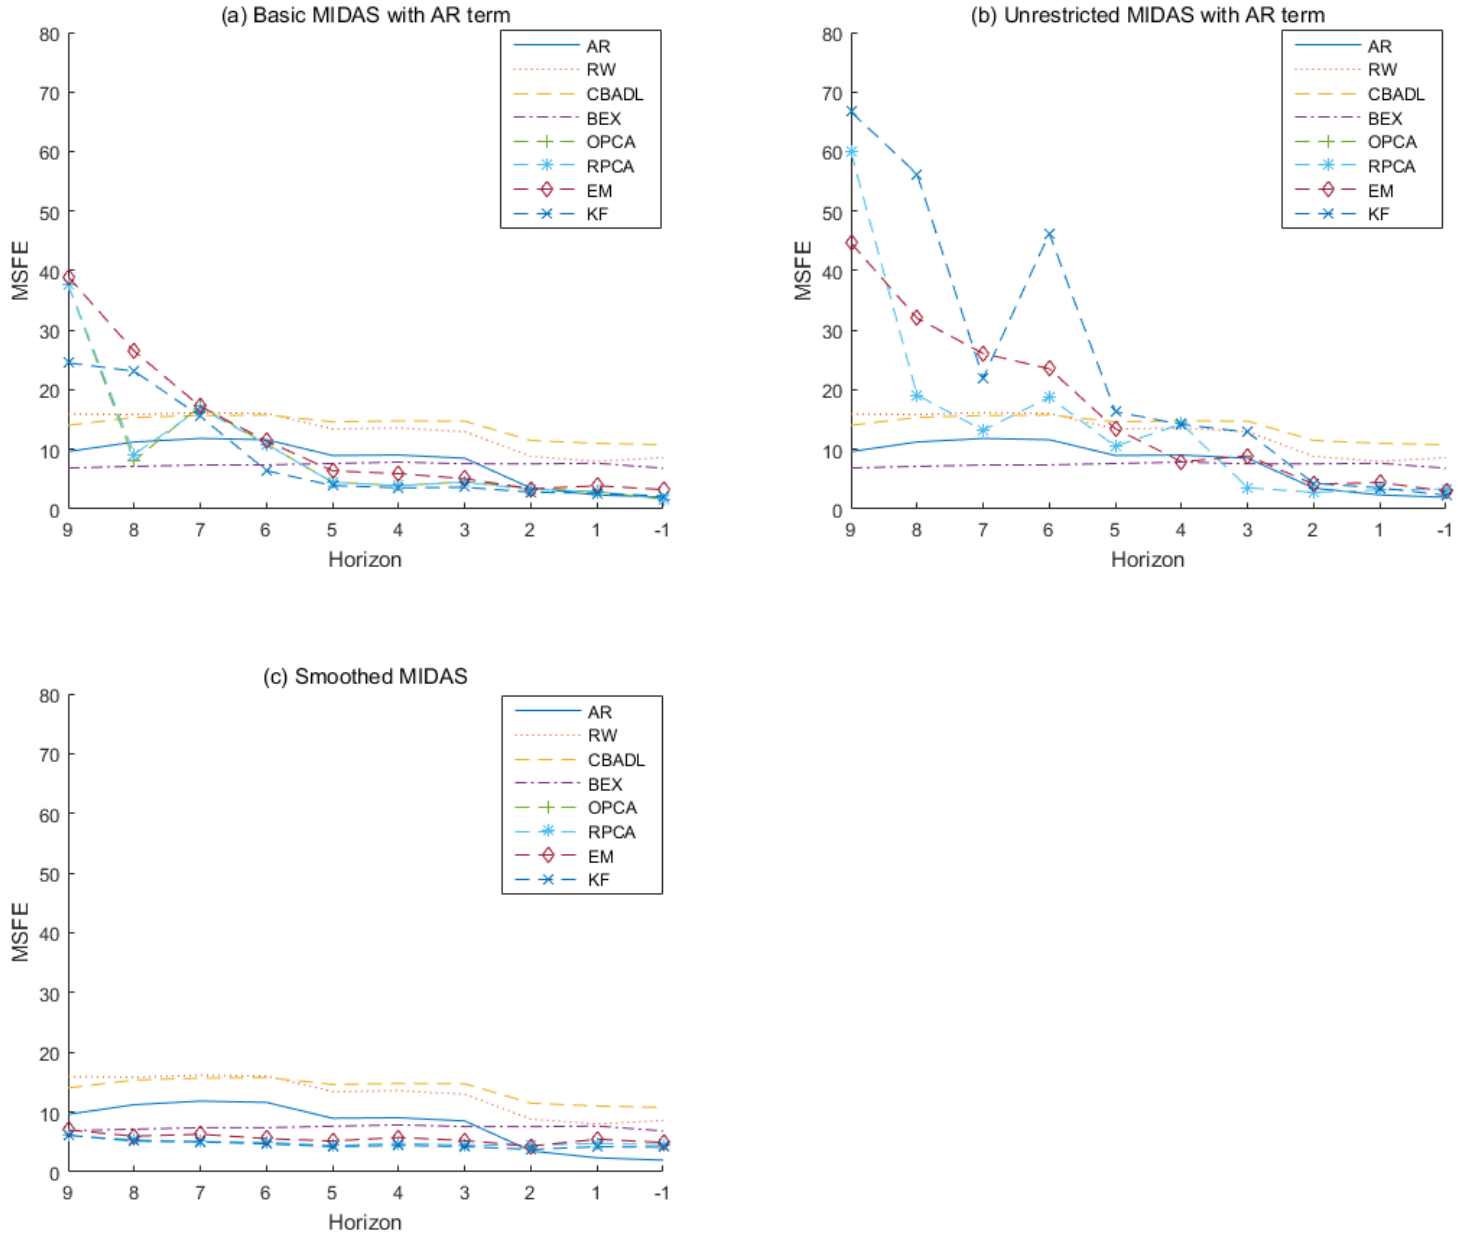 (a) Basic MIDAS with AR term
80
70
60
50
40
30
20
10
0
MSFE
9 8 7 6 5 4 3 2 1 -1
Horizon
AR
RW
CBADL
BEX
OPCA
RPCA
EM
KF
(b) Unrestricted MIDAS with AR term
80
70
60
50
40
30
20
10
0
MSFE
9 8 7 6 5 4 3 2 1 -1
Horizon
AR
RW
CBADL
BEX
OPCA
RPCA
EM
KF
(c) Smoothed MIDAS
80
70
60
50
40
30
20
10
0
MSFE
9 8 7 6 5 4 3 2 1 -1
Horizon
AR
RW
CBADL
BEX
OPCA
RPCA
EM
KF